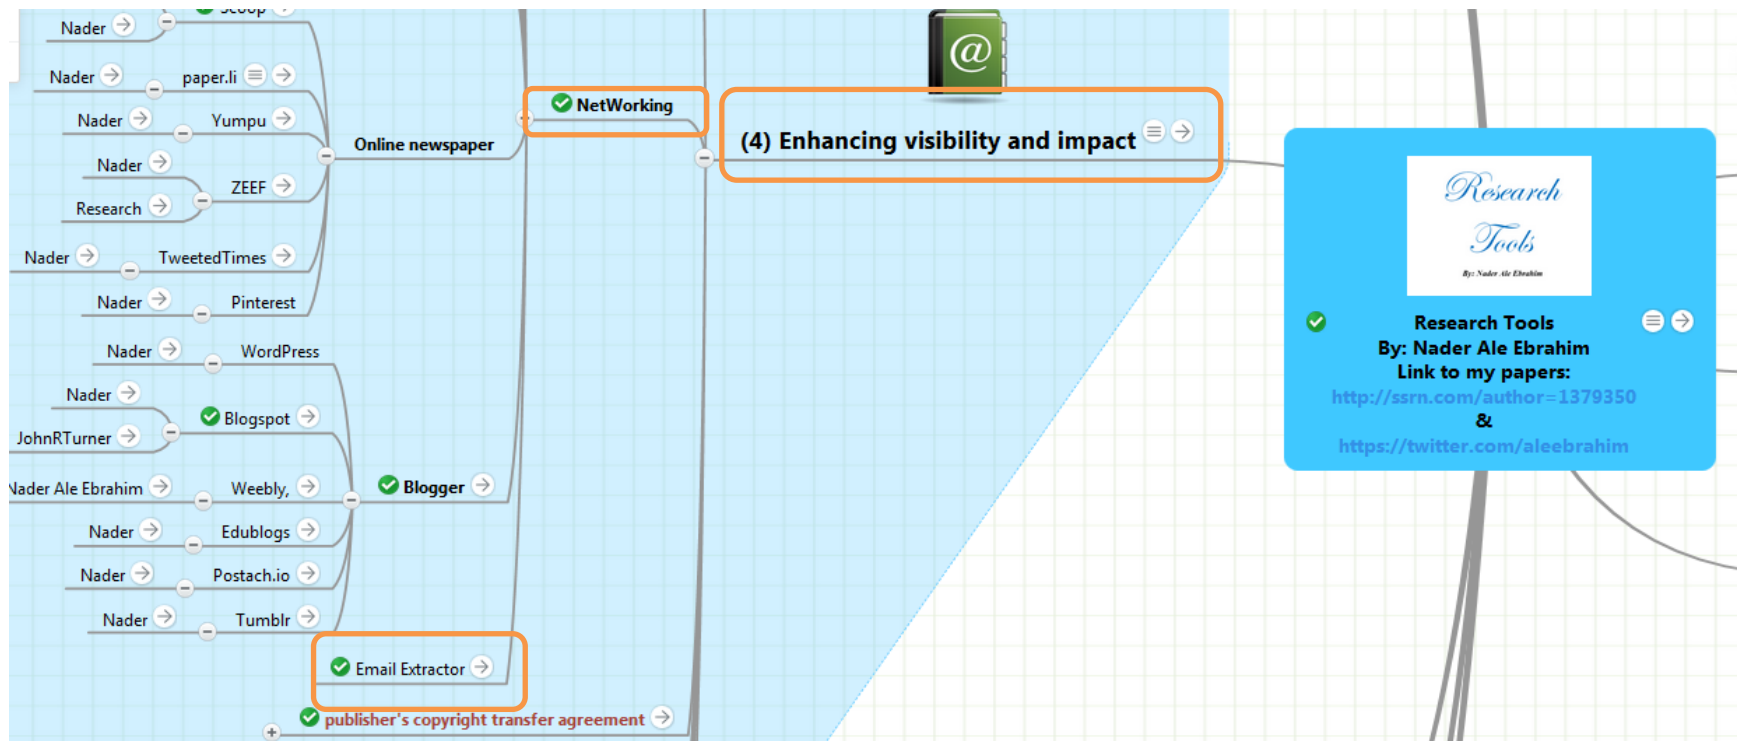 Scoop
Nader
Nader
paper.li
Nader
Yumpu
Nader
ZEEF
Research
Nader
TweetedTimes
Nader
Pinterest
Online newspaper
NetWorking
@
(4) Enhancing visibility and impact
Nader
WordPress
Nader
Blogspot
JohnRTurner
Nader Ale Ebrahim
Weebly,
Nader
Edublogs
Nader
Postach.io
Nader
Tumblr
Blogger
Email Extractor
publisher's copyright transfer agreement
Research
Tools
By: Nader Ale Ebrahim
Research Tools
By: Nader Ale Ebrahim
Link to my papers:
http://ssrn.com/author=1379350
&
https://twitter.com/aleebrahim